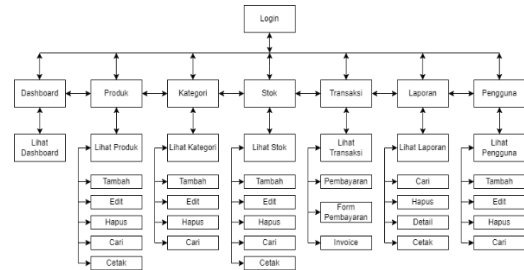 Login
Dashboard
Produk
Kategori
Stok
Transaksi
Laporan
Pengguna
Lihat
Dashboard
Lihat Produk
Tambah
Edit
Hapus
Cari
Cetak
Lihat Kategori
Tambah
Edit
Hapus
Cari
Lihat Stok
Tambah
Edit
Hapus
Cari
Cetak
Lihat
Transaksi
Pembayaran
Form
Pembayaran
Invoice
Lihat Laporan
Cari
Hapus
Detail
Cetak
Lihat
Pengguna
Tambah
Edit
Hapus
Cari